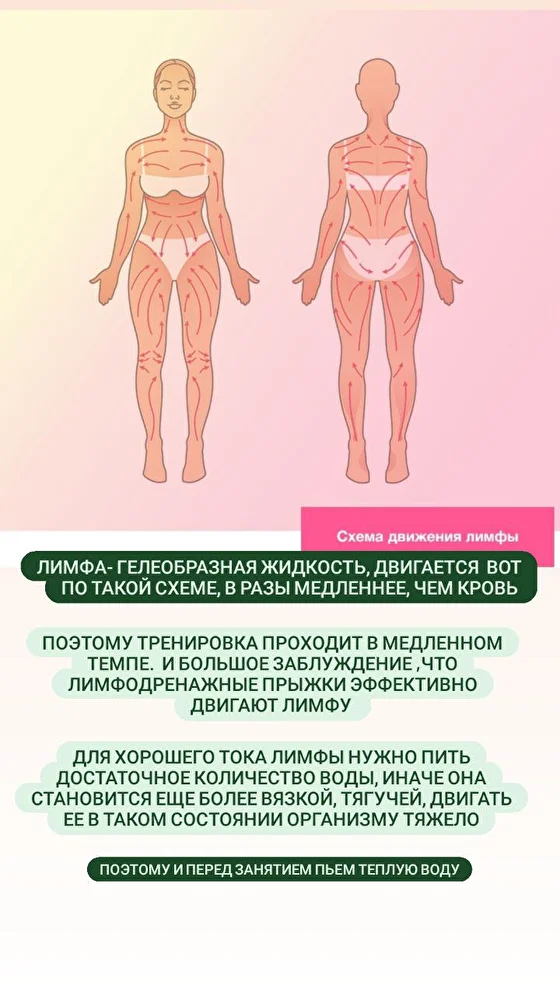 Схема движения лимфы
ЛИМФА- ГЕЛЕОБРАЗНАЯ ЖИДКОСТЬ, ДВИГАЕТСЯ ВОТ
ПО ТАКОЙ СХЕМЕ, В РАЗЫ МЕДЛЕННЕЕ, ЧЕМ КРОВЬ
ПОЭТОМУ ТРЕНИРОВКА ПРОХОДИТ В МЕДЛЕННОМ
ТЕМПЕ. И БОЛЬШОЕ ЗАБЛУЖДЕНИЕ ,ЧТО
ЛИМФОДРЕНАЖНЫЕ ПРЫЖКИ ЭФФЕКТИВНО
ДВИГАЮТ ЛИМФУ
ДЛЯ ХОРОШЕГО ТОКА ЛИМФЫ НУЖНО ПИТЬ
ДОСТАТОЧНОЕ КОЛИЧЕСТВО ВОДЫ, ИНАЧЕ ОНА
СТАНОВИТСЯ ЕЩЕ БОЛЕЕ ВЯЗКОЙ, ТЯГУЧЕЙ, ДВИГАТЬ
ЕЕ В ТАКОМ СОСТОЯНИИ ОРГАНИЗМУ ТЯЖЕЛО
ПОЭТОМУ И ПЕРЕД ЗАНЯТИЕМ ПЬЕМ ТЕПЛУЮ ВОДУ